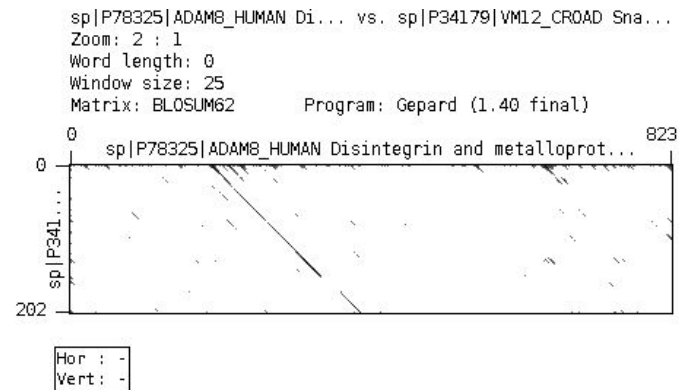 sp|P78325|ADAM8_HUMAN Di... vs. sp|P34179|VM12_CROAD Sna...
Zoom: 2 : 1
Word length: 0
Window size: 25
Matrix: BLOSUM62 Program: Gepard (1.40 final)
0 823
sp|P78325|ADAM8_HUMAN Disintegrin and metalloprot...
0
sp|P341...
202
Hor : -
Vert: -